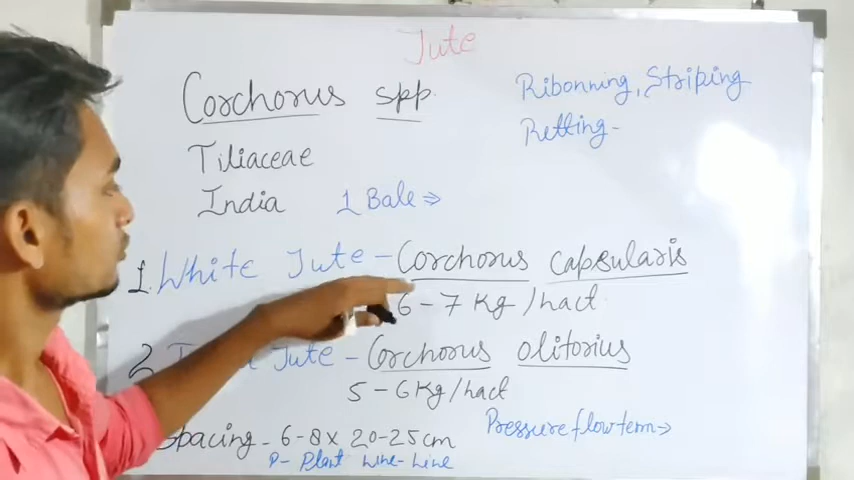 Jute
Corchorus spp.
Ribonning, Striping
Retting-
Tiliaceae
India 1 Bale ⇒
1. White Jute - Corchorus capsularis
6 - 7 Kg/hact
2 Jute - Corchorus olitorius
5 - 6 Kg/hact
Spacing - 6-8 x 20-25 cm
P- Plant Line- Line
Pressure flow term →